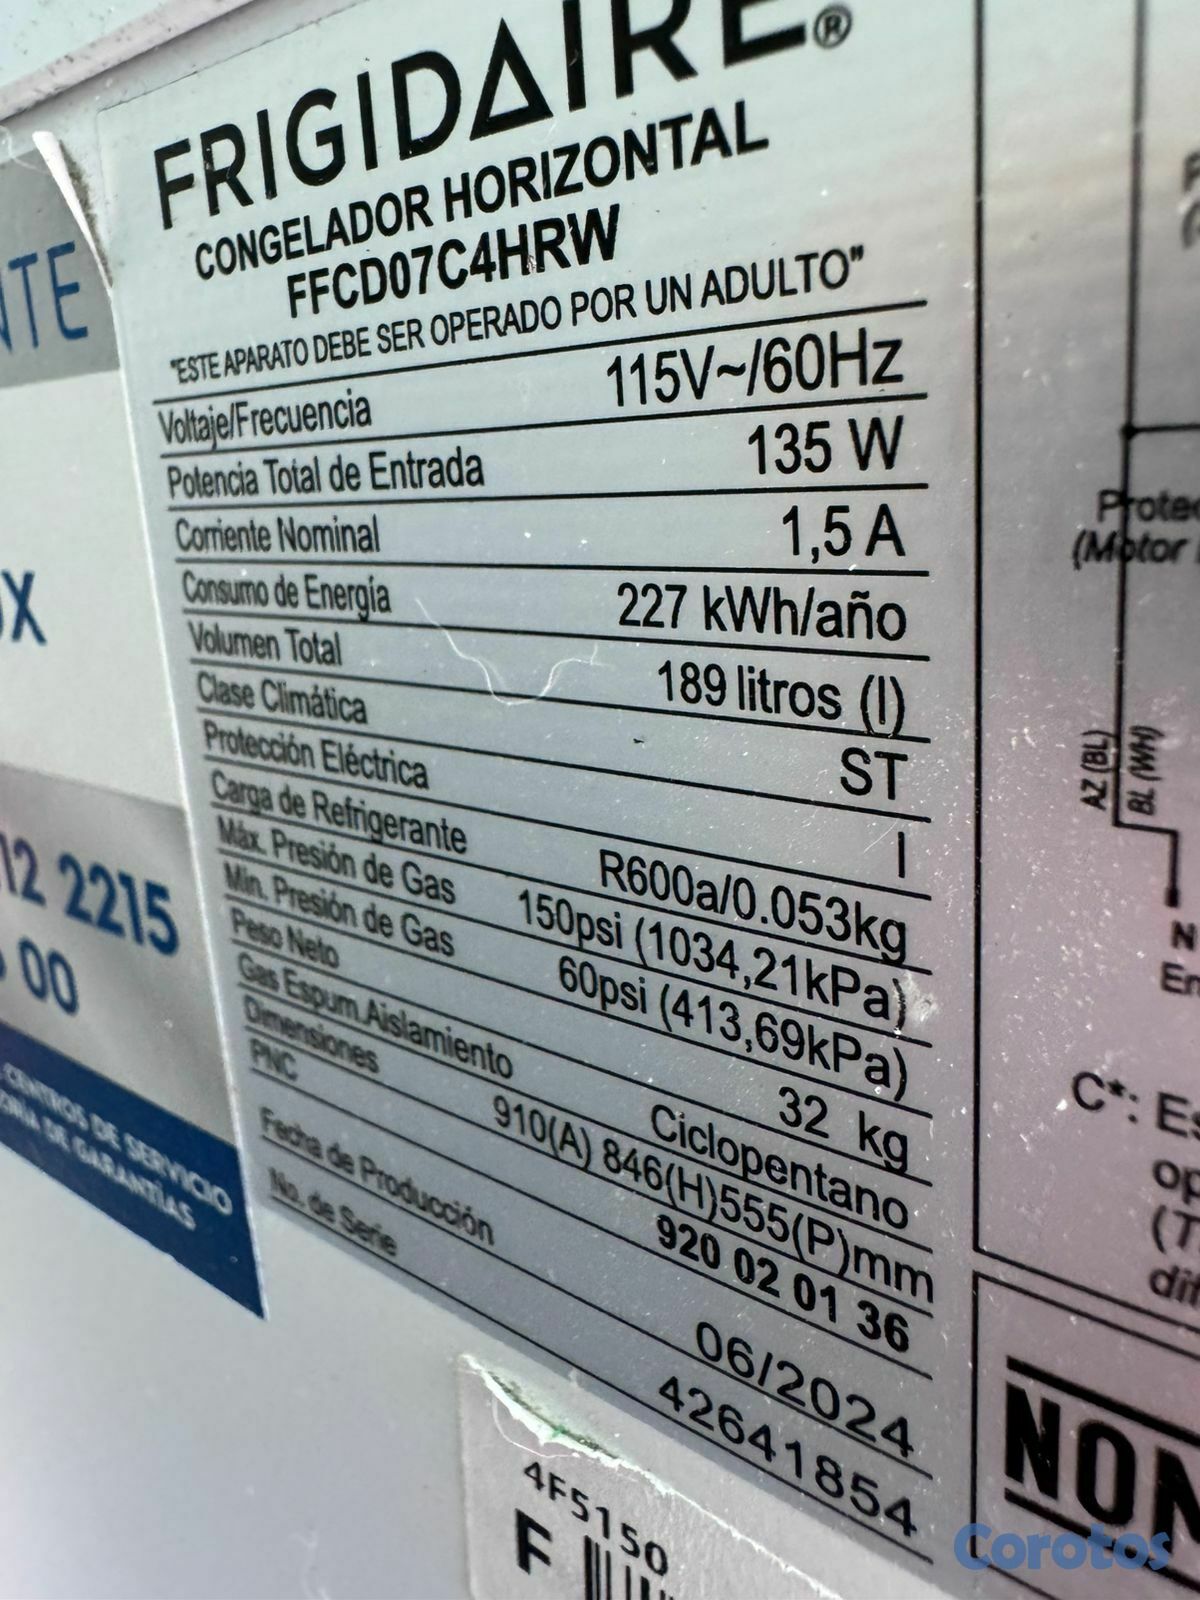 FRIGIDAIRE®
CONGELADOR HORIZONTAL
FFCD07C4HRW
"ESTE APARATO DEBE SER OPERADO POR UN ADULTO"
Voltaje/Frecuencia 115V~/60Hz
Potencia Total de Entrada 135 W
Corriente Nominal 1,5 A
Consumo de Energía 227 kWh/año
Volumen Total 189 litros (l)
Clase Climática ST
Protección Eléctrica I
Carga de Refrigerante R600a/0.053kg
Máx. Presión de Gas 150psi (1034,21kPa)
Min. Presión de Gas 60psi (413,69kPa)
Peso Neto 32 kg
Gas Espum.Aislamiento Ciclopentano
Dimensiones 910(A) 846(H)555(P)mm
PNC 920 02 01 36
Fecha de Producción 06/2024
No. de Serie 42641854
4F5150
F
NTE
UX
12 2215
00
CENTROS DE SERVICIO
DE GARANTÍAS
Protec
(Motor
AZ (BL)
BL (WH)
N
En
C*: Es
op
(T
dif
NON
Corotos